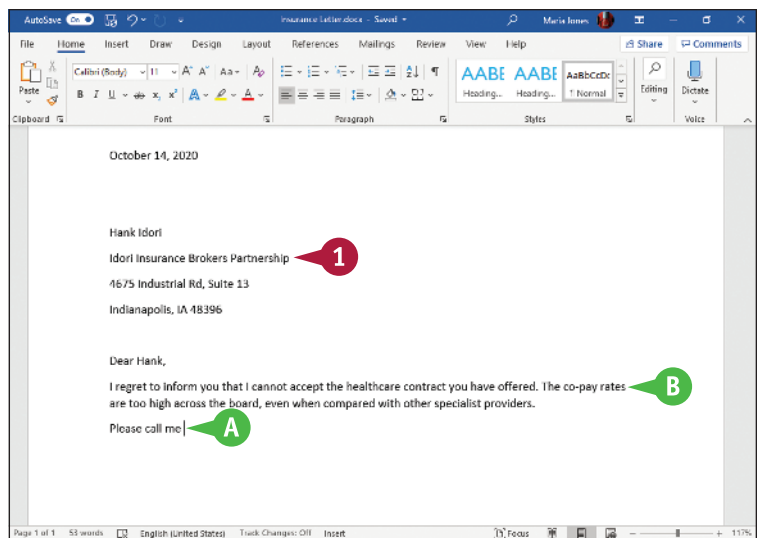 AutoSave On Insurance Letter.docx - Saved Maria Jones
File Home Insert Draw Design Layout References Mailings Review View Help Share Comments
Calibri (Body) 11 A^ Aˇ Aa Ap AABE AABE AaBbCcDc
Paste B I U ab x, x² A A Heading... Heading... ¶ Normal Editing Dictate
Clipboard Font Paragraph Styles Voice
October 14, 2020
Hank Idori
Idori Insurance Brokers Partnership 1
4675 Industrial Rd, Suite 13
Indianapolis, IA 48396
Dear Hank,
I regret to inform you that I cannot accept the healthcare contract you have offered. The co-pay rates B
are too high across the board, even when compared with other specialist providers.
Please call me A
Page 1 of 1 53 words English (United States) Track Changes: Off Insert Focus 117%